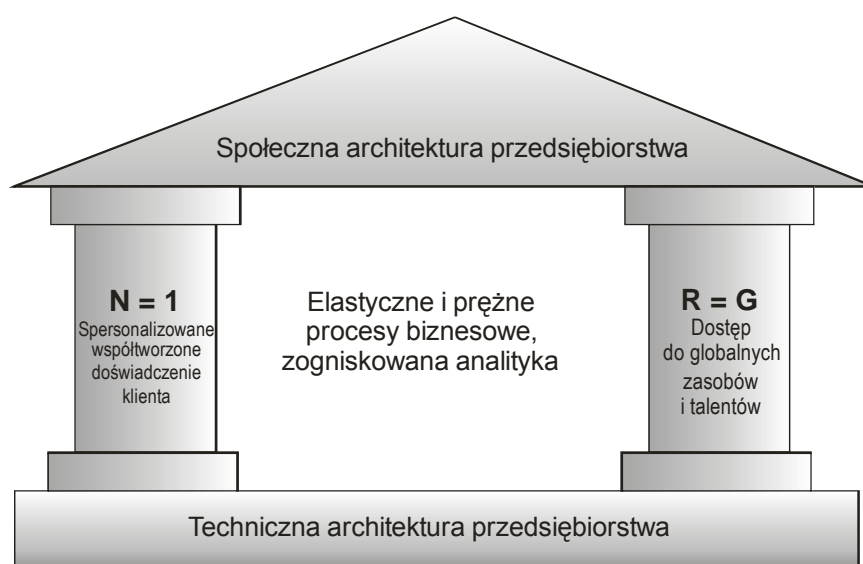 Społeczna architektura przedsiębiorstwa
N = 1
Spersonalizowane
współtworzone
doświadczenie
klienta
Elastyczne i prężne
procesy biznesowe,
zogniskowana analityka
R = G
Dostęp
do globalnych
zasobów
i talentów
Techniczna architektura przedsiębiorstwa